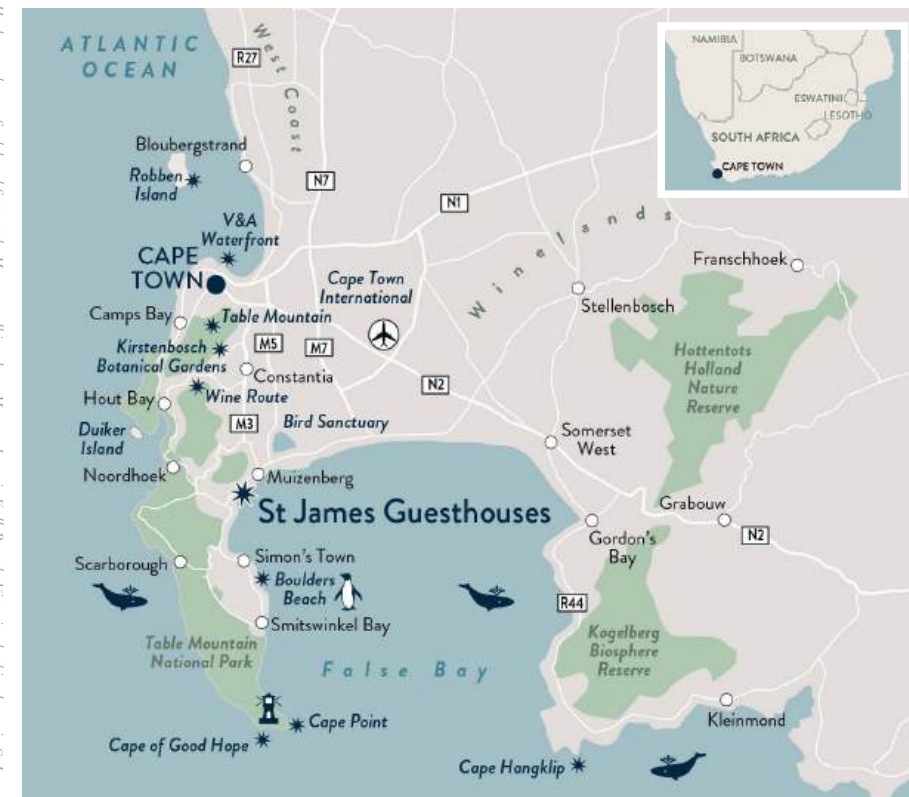 ATLANTIC
OCEAN
R27
West Coast
NAMIBIA
BOTSWANA
ESWATINI
LESOTHO
SOUTH AFRICA
CAPE TOWN
Bloubergstrand
Robben
Island
N7
N1
V&A
Waterfront
CAPE
TOWN
Cape Town
International
Winelands
Franschhoek
Stellenbosch
Camps Bay
Table Mountain
Kirstenbosch
Botanical Gardens
M5
M7
Constantia
N2
Hottentots
Holland
Nature
Reserve
Hout Bay
Wine Route
Duiker
Island
M3
Bird Sanctuary
Somerset
West
Noordhoek
Muizenberg
St James Guesthouses
Grabouw
N2
Gordon's
Bay
Scarborough
Simon's Town
Boulders
Beach
R44
Smitswinkel Bay
Table Mountain
National Park
Kogelberg
Biosphere
Reserve
False Bay
Cape Point
Cape of Good Hope
Kleinmond
Cape Hangklip